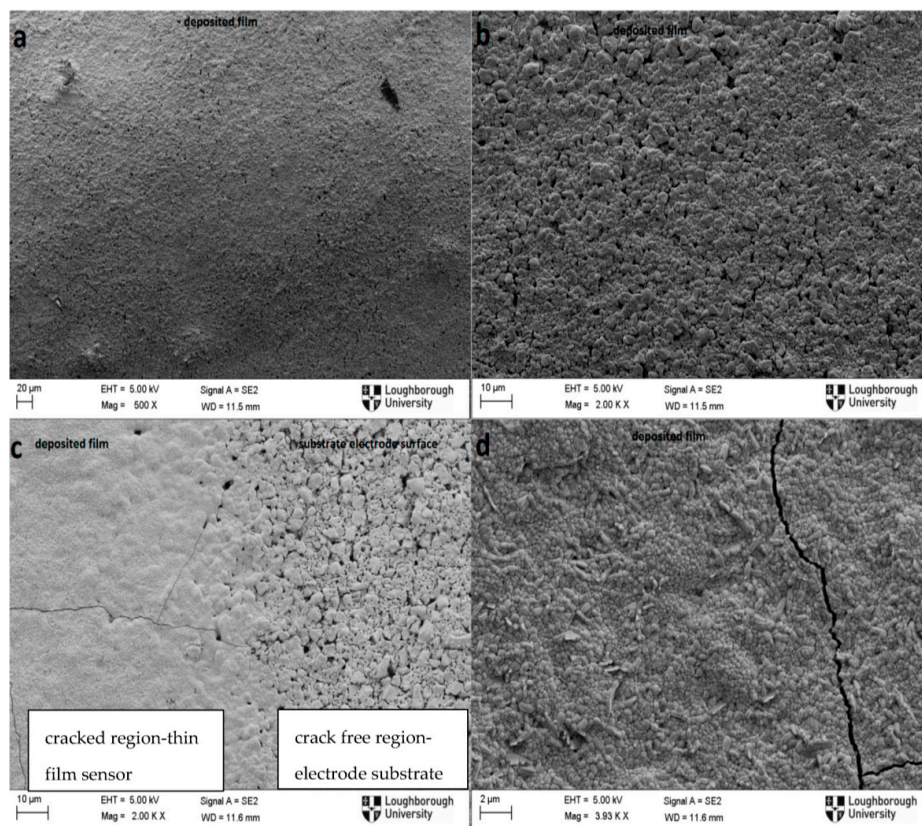 a
- deposited film
b
deposited film
20 µm
EHT = 5.00 kV
Signal A = SE2
Mag = 500 X
WD = 11.5 mm
Loughborough
University
10 µm
EHT = 5.00 kV
Signal A = SE2
Mag = 2.00 K X
WD = 11.5 mm
Loughborough
University
c
deposited film
substrate electrode surface
cracked region-thin
film sensor
crack free region-
electrode substrate
d
deposited film
10 µm
EHT = 5.00 kV
Signal A = SE2
Mag = 2.00 K X
WD = 11.6 mm
Loughborough
University
2 µm
EHT = 5.00 kV
Signal A = SE2
Mag = 3.93 K X
WD = 11.6 mm
Loughborough
University